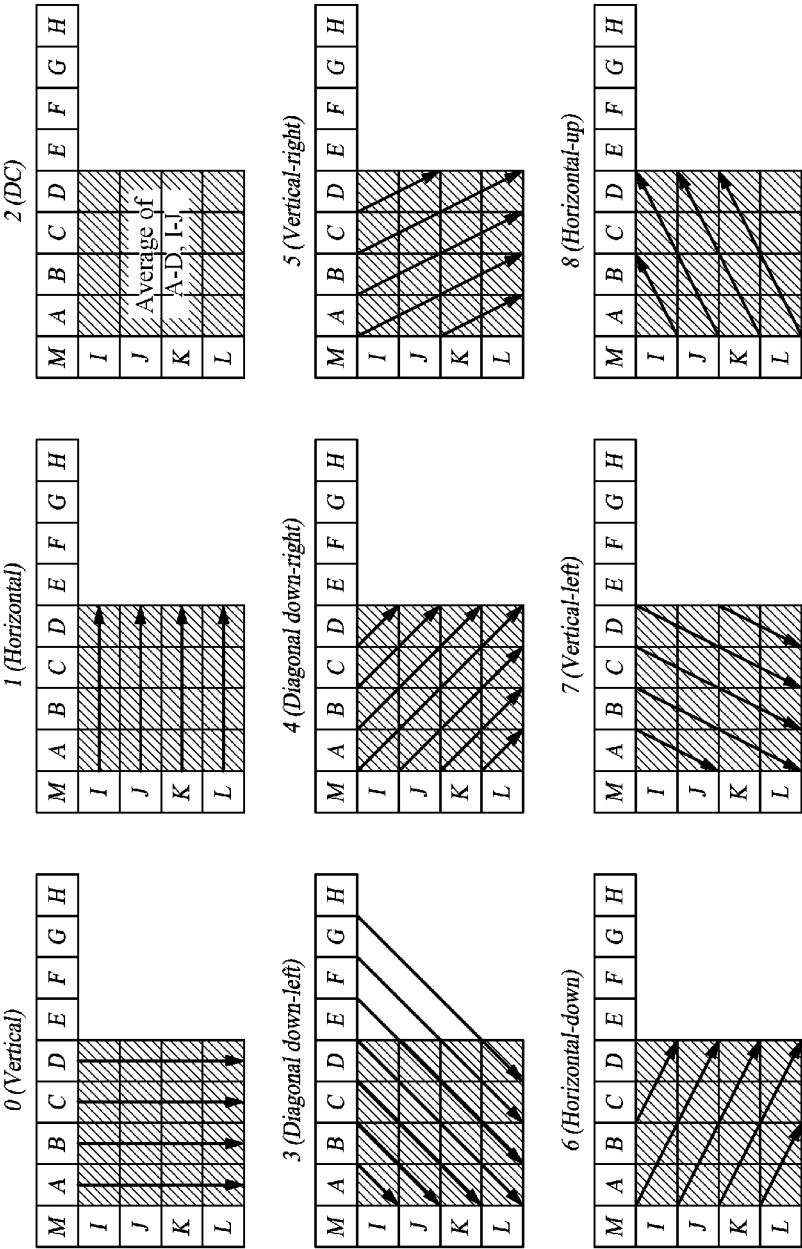 0 (Vertical)
M A B C D E F G H
I
J
K
L
1 (Horizontal)
M A B C D E F G H
I
J
K
L
2 (DC)
M A B C D E F G H
I
J
K
L
Average of
A-D, I-J
3 (Diagonal down-left)
M A B C D E F G H
I
J
K
L
4 (Diagonal down-right)
M A B C D E F G H
I
J
K
L
5 (Vertical-right)
M A B C D E F G H
I
J
K
L
6 (Horizontal-down)
M A B C D E F G H
I
J
K
L
7 (Vertical-left)
M A B C D E F G H
I
J
K
L
8 (Horizontal-up)
M A B C D E F G H
I
J
K
L